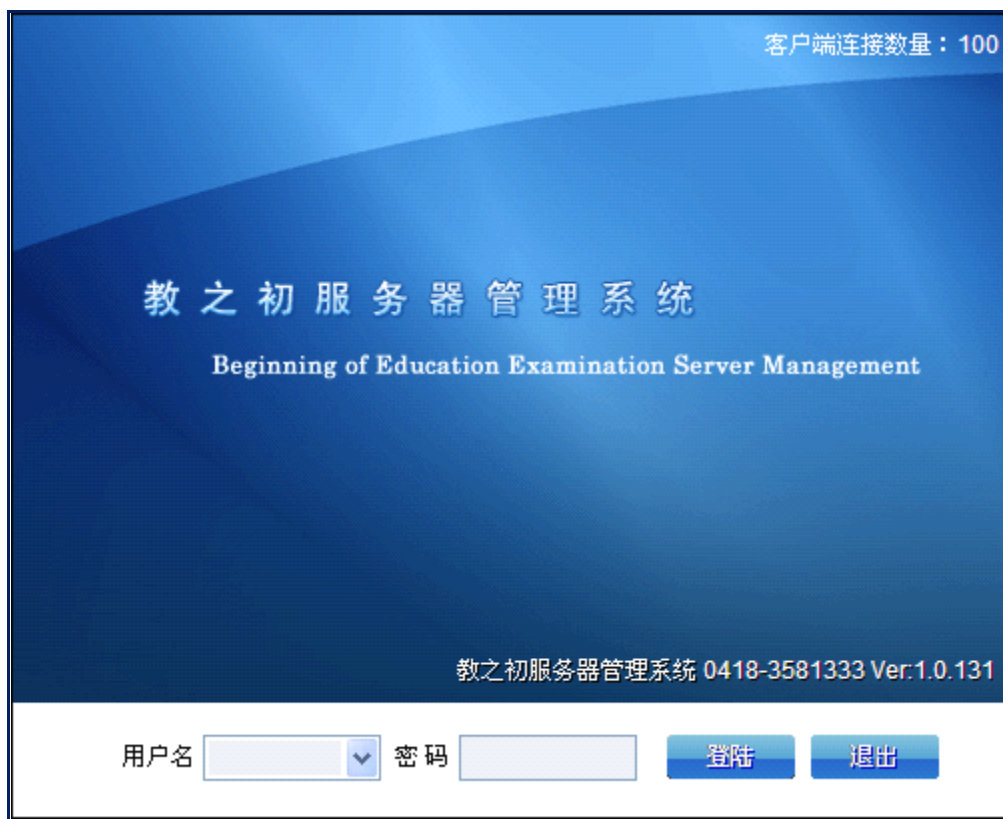 客户端连接数量：100
教之初服务器管理系统
Beginning of Education Examination Server Management
教之初服务器管理系统 0418-3581333 Ver:1.0.131
用户名 密码 登陆 退出